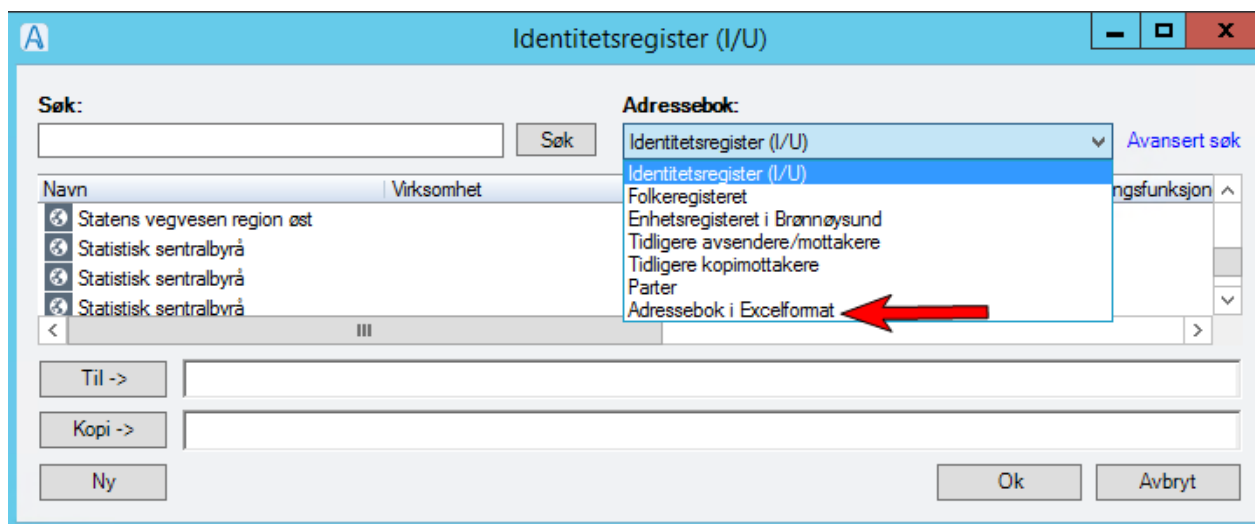 Identitetsregister (I/U)
Søk:
Adressebok:
Søk
Identitetsregister (I/U)
Avansert søk
Navn
Virksomhet
ngsfunksjon
Identitetsregister (I/U)
Folkeregisteret
Enhetsregisteret i Brønnøysund
Tidligere avsendere/mottakere
Tidligere kopimottakere
Parter
Adressebok i Excelformat
Statens vegvesen region øst
Statistisk sentralbyrå
Statistisk sentralbyrå
Statistisk sentralbyrå
Til ->
Kopi ->
Ny
Ok
Avbryt